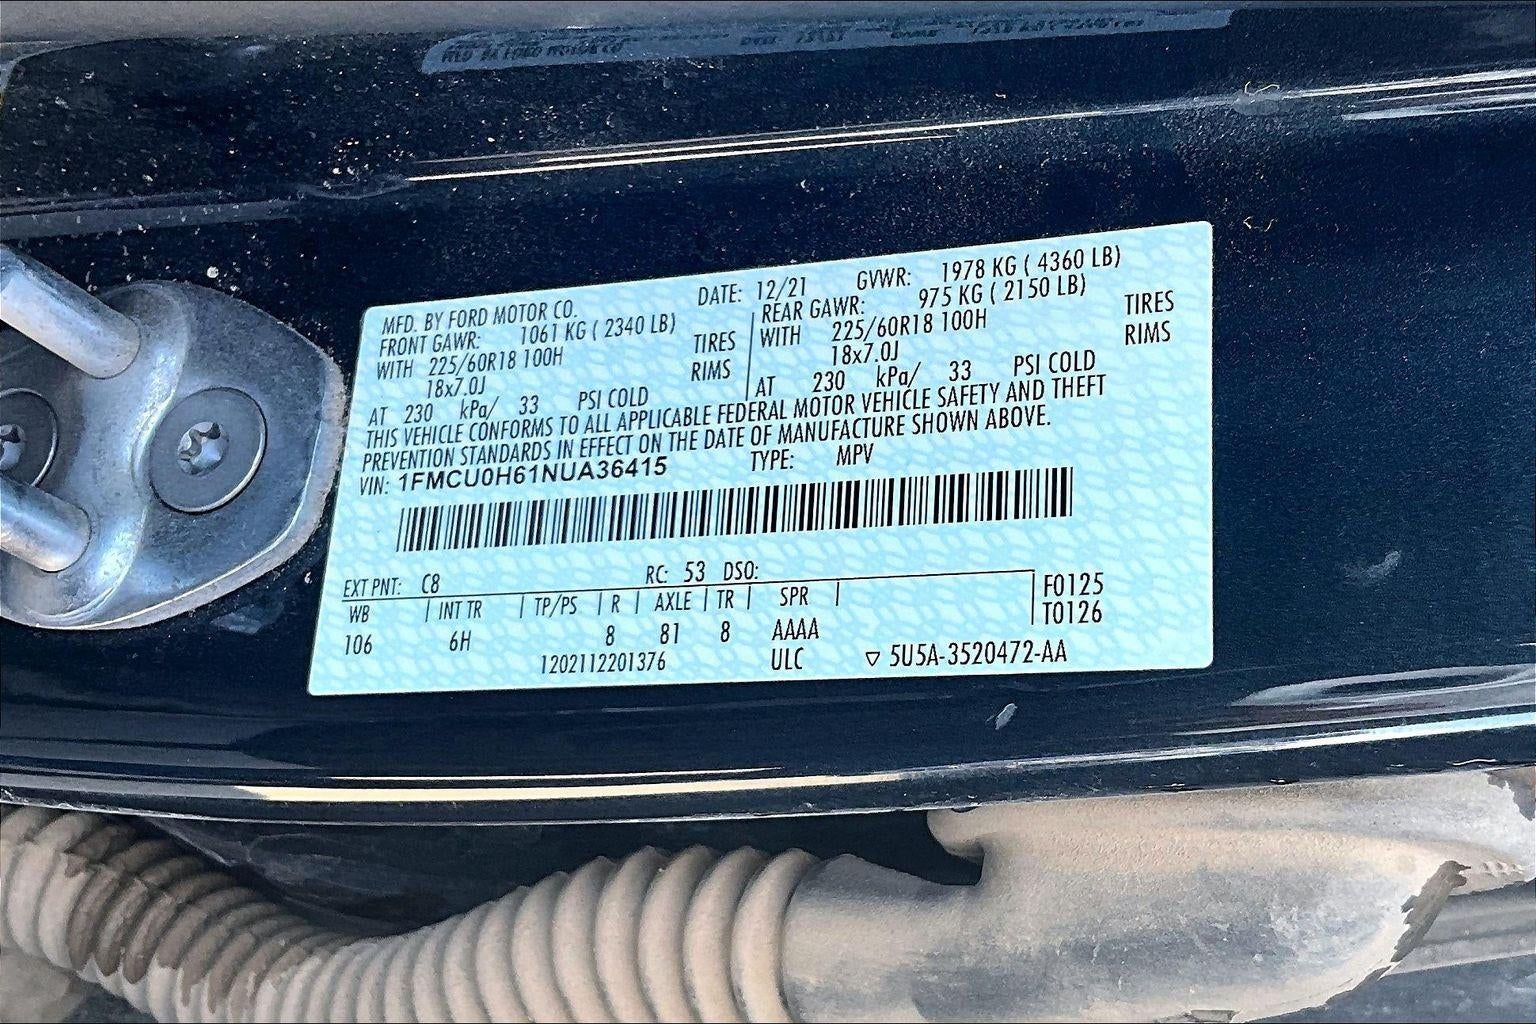 MFD. BY FORD MOTOR CO.
DATE: 12/21 GVWR: 1978 KG ( 4360 LB)
FRONT GAWR: 1061 KG ( 2340 LB) REAR GAWR: 975 KG ( 2150 LB)
WITH 225/60R18 100H TIRES WITH 225/60R18 100H TIRES
18x7.0J RIMS 18x7.0J RIMS
AT 230 kPa/ 33 PSI COLD AT 230 kPa/ 33 PSI COLD
THIS VEHICLE CONFORMS TO ALL APPLICABLE FEDERAL MOTOR VEHICLE SAFETY AND THEFT
PREVENTION STANDARDS IN EFFECT ON THE DATE OF MANUFACTURE SHOWN ABOVE.
VIN: 1FMCU0H61NUA36415 TYPE: MPV
EXT PNT: C8 RC: 53 DSO:
WB | INT TR | TP/PS | R | AXLE | TR | SPR | F0125
106 6H 8 81 8 AAAA T0126
1202112201376 ULC ▽ 5U5A-3520472-AA